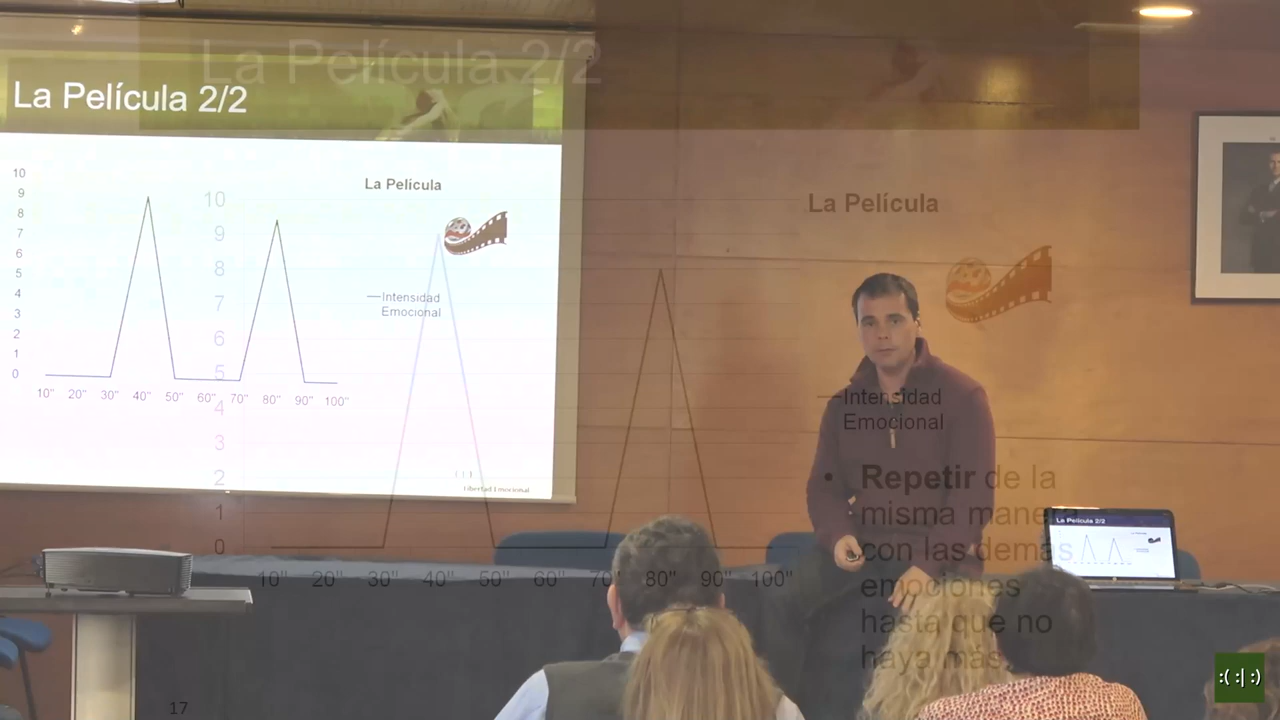 La Película 2/2
La Película 2/2
La Película
10
9
8
7
6
5
4
3
2
1
0
10" 20" 30" 40" 50" 60" 70" 80" 90" 100"
Intensidad
Emocional
Libertad Emocional
La Película
10
9
8
7
6
5
4
3
2
1
0
10" 20" 30" 40" 50" 60" 70" 80" 90" 100"
Intensidad
Emocional
• Repetir de la
misma manera
con las demás
emociones
hasta que no
haya más.
La Película 2/2
17
:( :| :)